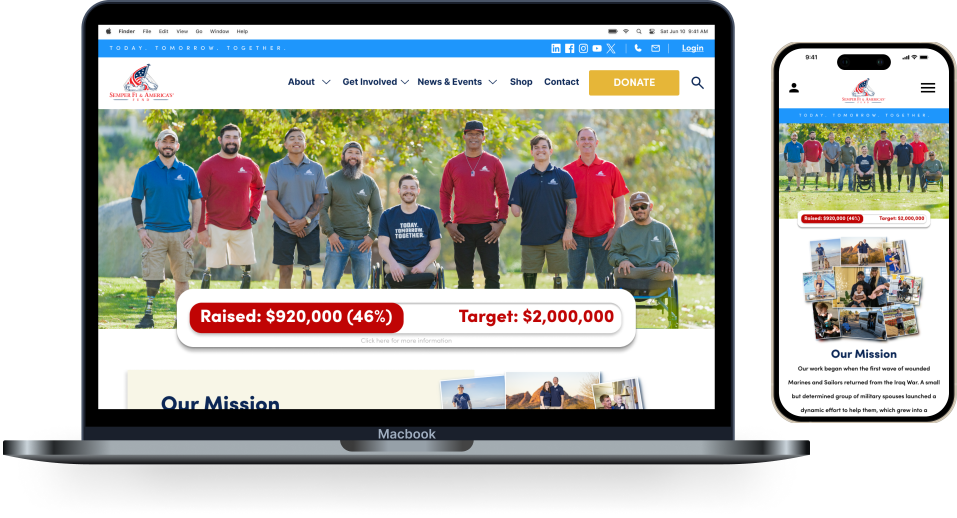 Finder File Edit View Go Window Help
Sat Jun 10 9:41 AM
TODAY. TOMORROW. TOGETHER.
Login
SEMPER FI & AMERICA'S
FUND
About Get Involved News & Events Shop Contact DONATE
TODAY.
TOMORROW.
TOGETHER.
Raised: $920,000 (46%) Target: $2,000,000
Click here for more information
Our Mission
Macbook
9:41
SEMPER FI & AMERICA'S
FUND
TODAY. TOMORROW. TOGETHER.
Raised: $920,000 (46%) Target: $2,000,000
Our Mission
Our work began when the first wave of wounded
Marines and Sailors returned from the Iraq War. A small
but determined group of military spouses launched a
dynamic effort to help them, which grew into a